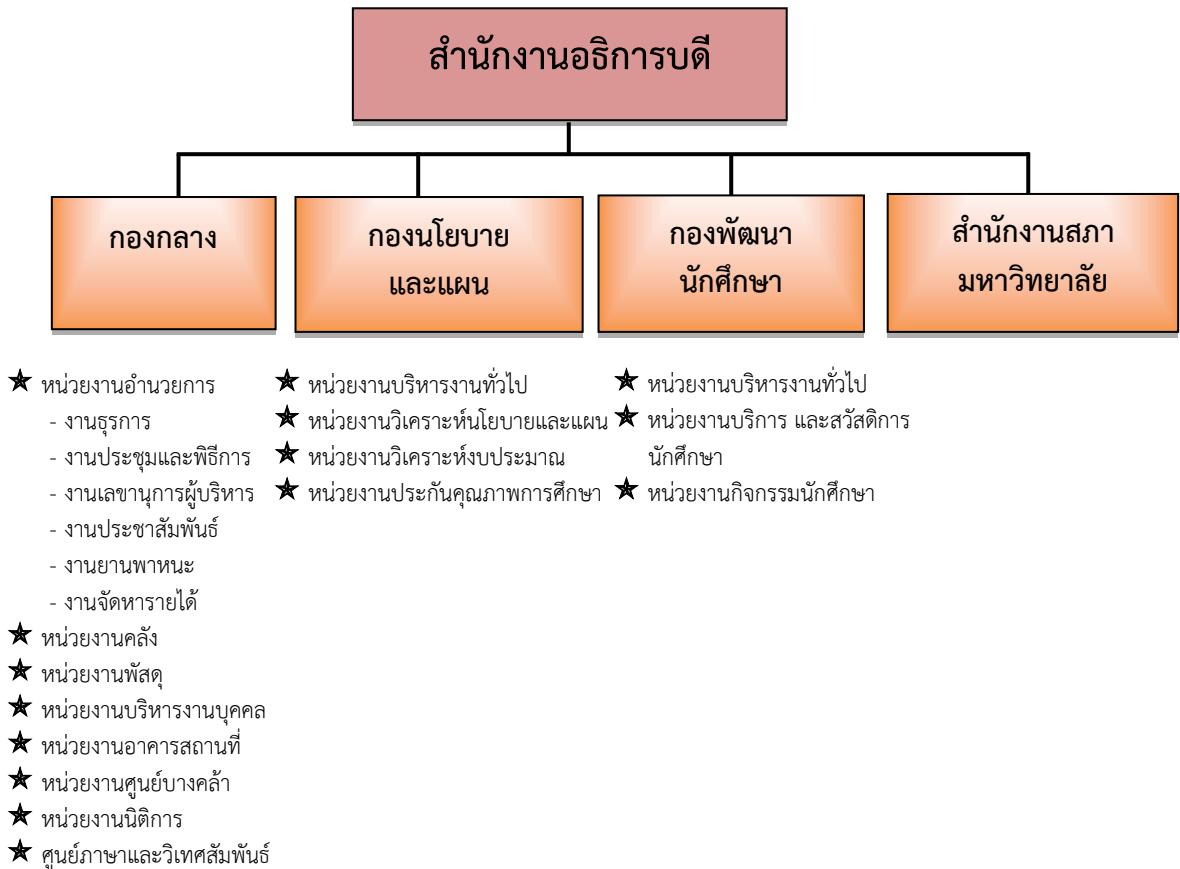 สำนักงานอธิการบดี
กองกลาง
กองนโยบาย
และแผน
กองพัฒนา
นักศึกษา
สำนักงานสภา
มหาวิทยาลัย
หน่วยงานอำนวยการ
- งานธุรการ
- งานประชุมและพิธีการ
- งานเลขานุการผู้บริหาร
- งานประชาสัมพันธ์
- งานยานพาหนะ
- งานจัดหารายได้
หน่วยงานคลัง
หน่วยงานพัสดุ
หน่วยงานบริหารงานบุคคล
หน่วยงานอาคารสถานที่
หน่วยงานศูนย์บางคล้า
หน่วยงานนิติการ
ศูนย์ภาษาและวิเทศสัมพันธ์
หน่วยงานบริหารงานทั่วไป
หน่วยงานวิเคราะห์นโยบายและแผน
หน่วยงานวิเคราะห์งบประมาณ
หน่วยงานประกันคุณภาพการศึกษา
หน่วยงานบริหารงานทั่วไป
หน่วยงานบริการ และสวัสดิการ
นักศึกษา
หน่วยงานกิจกรรมนักศึกษา